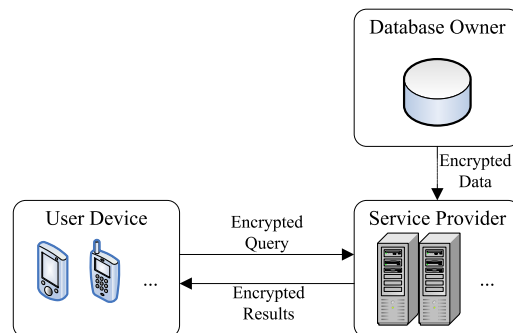 Database Owner
Encrypted
Data
User Device
...
Encrypted
Query
Encrypted
Results
Service Provider
...